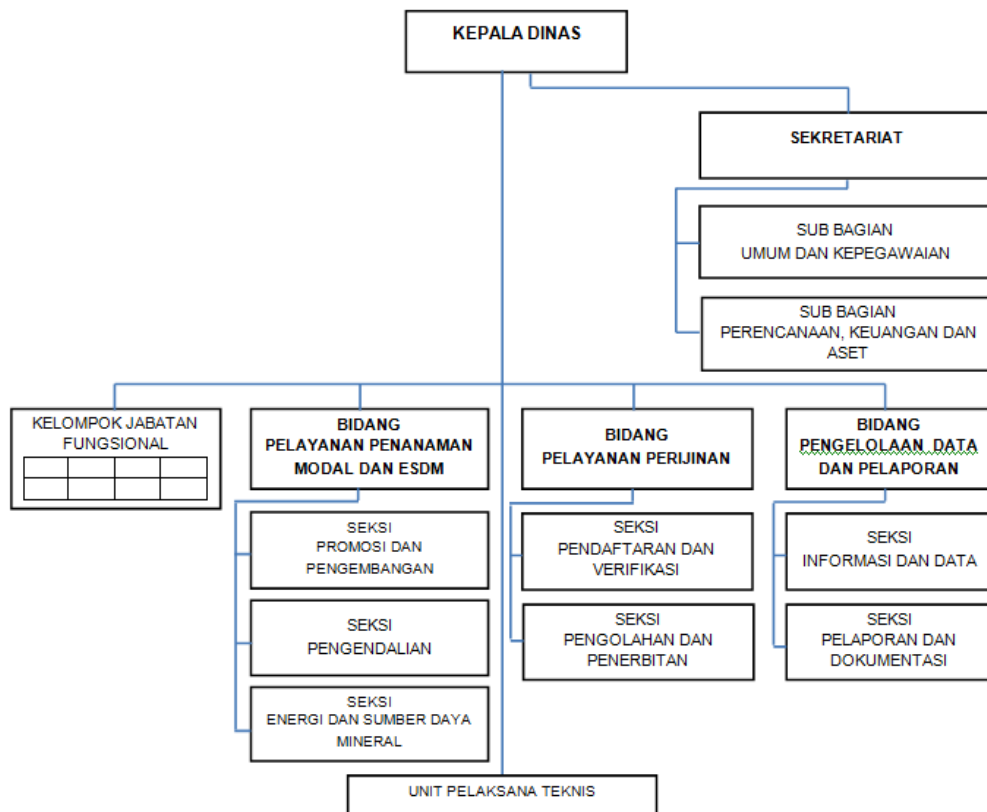 KEPALA DINAS
SEKRETARIAT
SUB BAGIAN
UMUM DAN KEPEGAWAIAN
SUB BAGIAN
PERENCANAAN, KEUANGAN DAN
ASET
KELOMPOK JABATAN
FUNGSIONAL
BIDANG
PELAYANAN PENANAMAN
MODAL DAN ESDM
SEKSI
PROMOSI DAN
PENGEMBANGAN
SEKSI
PENGENDALIAN
SEKSI
ENERGI DAN SUMBER DAYA
MINERAL
BIDANG
PELAYANAN PERIJINAN
SEKSI
PENDAFTARAN DAN
VERIFIKASI
SEKSI
PENGOLAHAN DAN
PENERBITAN
BIDANG
PENGELOLAAN DATA
DAN PELAPORAN
SEKSI
INFORMASI DAN DATA
SEKSI
PELAPORAN DAN
DOKUMENTASI
UNIT PELAKSANA TEKNIS